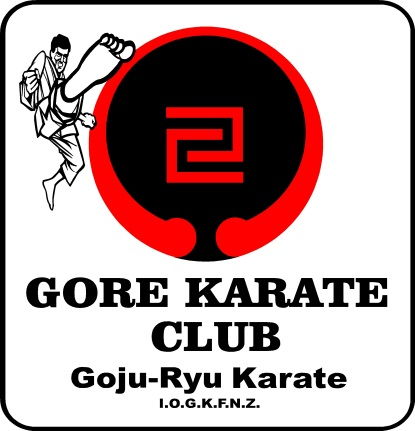 GORE KARATE
CLUB
Goju-Ryu Karate
I.O.G.K.F.N.Z.